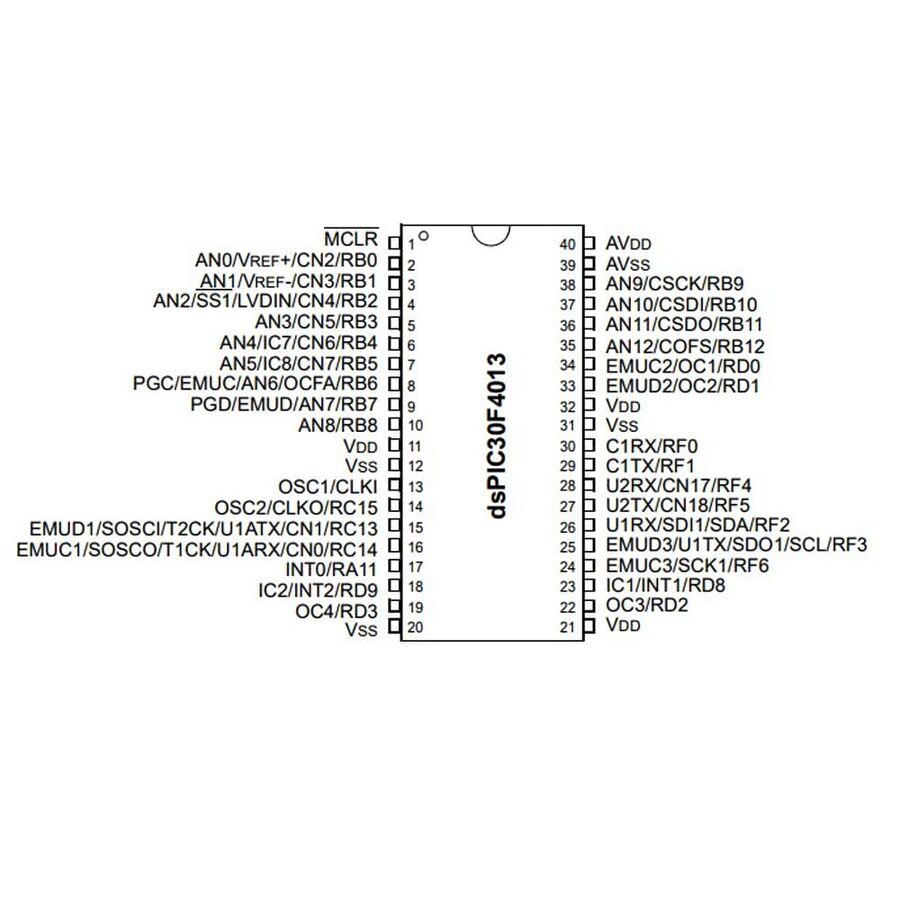 MCLR 1
AN0/VREF+/CN2/RB0 2
AN1/VREF-/CN3/RB1 3
AN2/SS1/LVDIN/CN4/RB2 4
AN3/CN5/RB3 5
AN4/IC7/CN6/RB4 6
AN5/IC8/CN7/RB5 7
PGC/EMUC/AN6/OCFA/RB6 8
PGD/EMUD/AN7/RB7 9
AN8/RB8 10
VDD 11
VSS 12
OSC1/CLKI 13
OSC2/CLKO/RC15 14
EMUD1/SOSCI/T2CK/U1ATX/CN1/RC13 15
EMUC1/SOSCO/T1CK/U1ARX/CN0/RC14 16
INT0/RA11 17
IC2/INT2/RD9 18
OC4/RD3 19
VSS 20
dsPIC30F4013
40 AVDD
39 AVSS
38 AN9/CSCK/RB9
37 AN10/CSDI/RB10
36 AN11/CSDO/RB11
35 AN12/COFS/RB12
34 EMUC2/OC1/RD0
33 EMUD2/OC2/RD1
32 VDD
31 VSS
30 C1RX/RF0
29 C1TX/RF1
28 U2RX/CN17/RF4
27 U2TX/CN18/RF5
26 U1RX/SDI1/SDA/RF2
25 EMUD3/U1TX/SDO1/SCL/RF3
24 EMUC3/SCK1/RF6
23 IC1/INT1/RD8
22 OC3/RD2
21 VDD